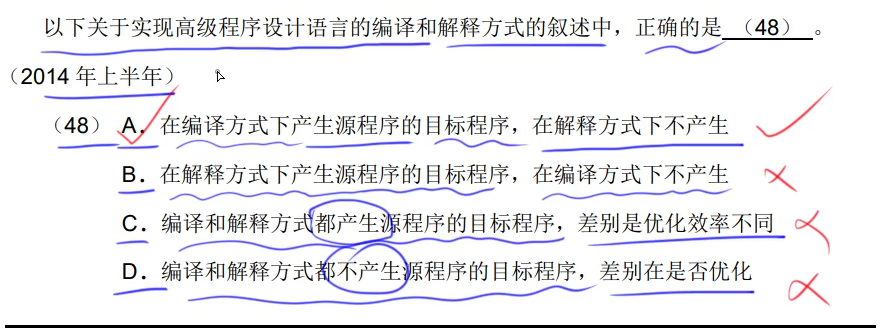 以下关于实现高级程序设计语言的编译和解释方式的叙述中，正确的是 （48） 。
（2014 年上半年）
（48） A．在编译方式下产生源程序的目标程序，在解释方式下不产生
B．在解释方式下产生源程序的目标程序，在编译方式下不产生
C．编译和解释方式都产生源程序的目标程序，差别是优化效率不同
D．编译和解释方式都不产生源程序的目标程序，差别在是否优化